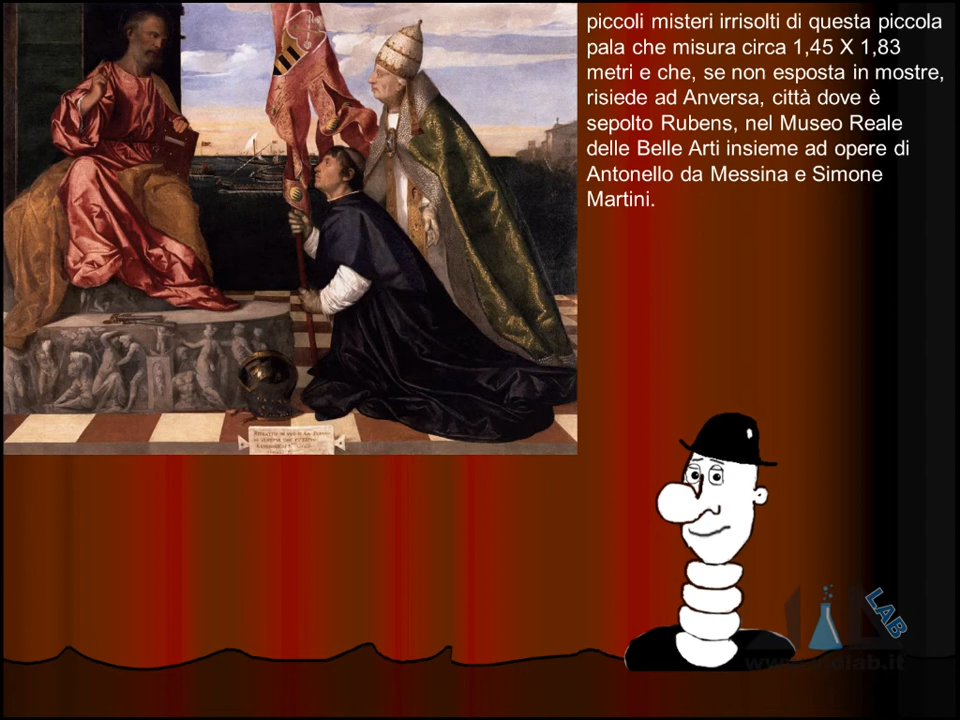 piccoli misteri irrisolti di questa piccola
pala che misura circa 1,45 X 1,83
metri e che, se non esposta in mostre,
risiede ad Anversa, città dove è
sepolto Rubens, nel Museo Reale
delle Belle Arti insieme ad opere di
Antonello da Messina e Simone
Martini.
LAB